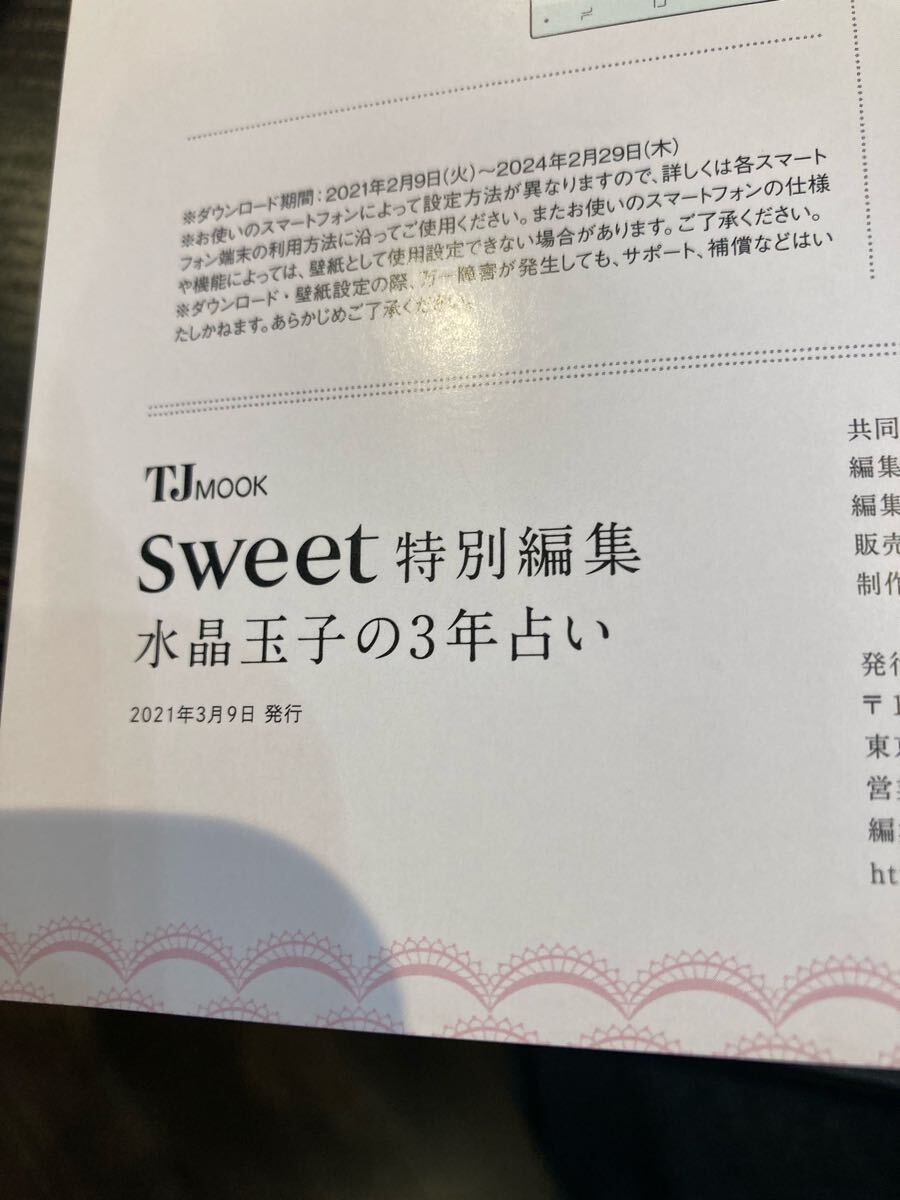 ※ダウンロード期間：2021年2月9日(火)〜2024年2月29日(木)
※お使いのスマートフォンによって設定方法が異なりますので、詳しくは各スマート
フォン端末の利用方法に沿ってご使用ください。またお使いのスマートフォンの仕様
や機能によっては、壁紙として使用設定できない場合があります。ご了承ください。
※ダウンロード・壁紙設定の際、万一障害が発生しても、サポート、補償などはい
たしかねます。あらかじめご了承ください。
TJ MOOK
sweet 特別編集
水晶玉子の3年占い
2021年3月9日 発行
共同
編集
編集
販売
制作
発行
〒1
東京
営業
編集
ht